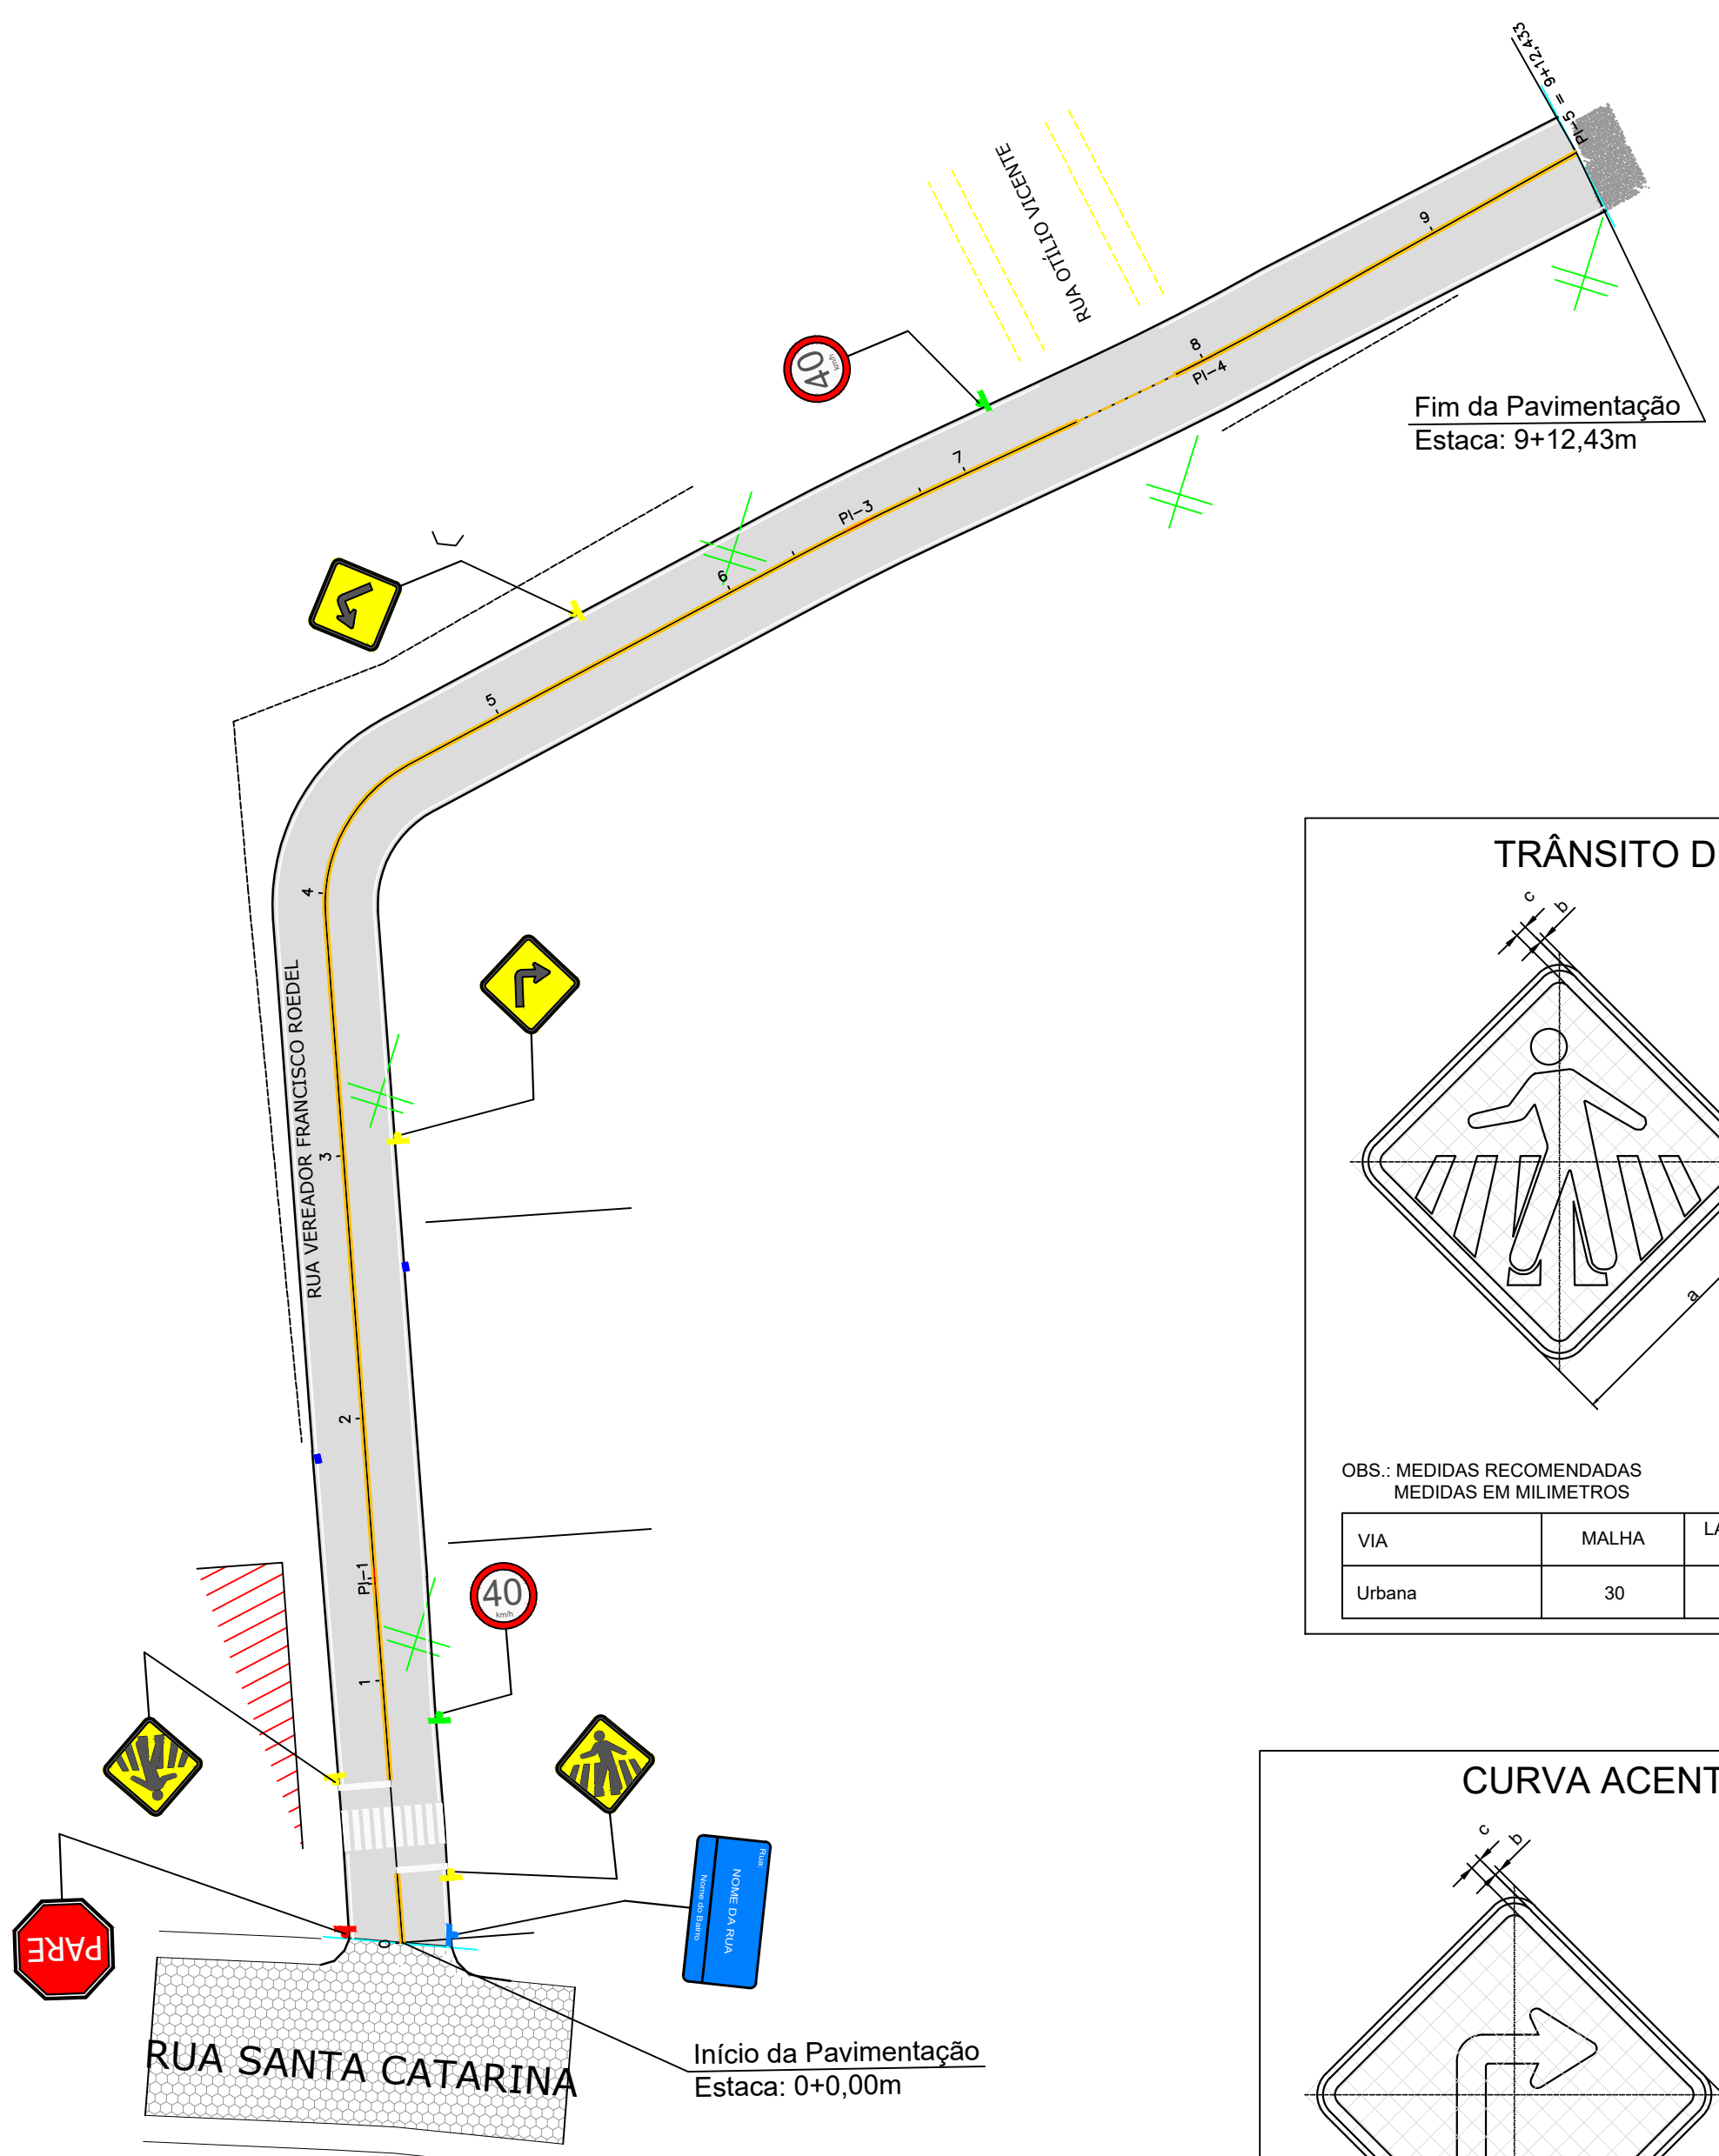 PI-5 = 9+12,433
9
RUA OTÍLIO VICENTE
8
PI-4
40
km/h
Fim da Pavimentação
Estaca: 9+12,43m
7
PI-3
6
5
4
RUA VEREADOR FRANCISCO ROEDEL
3
2
PI-1
40
km/h
1
PARE
Rua:
NOME DA RUA
Nome do Bairro
0
RUA SANTA CATARINA
Início da Pavimentação
Estaca: 0+0,00m
TRÂNSITO D
c
b
a
OBS.: MEDIDAS RECOMENDADAS
MEDIDAS EM MILIMETROS
VIA MALHA LA
Urbana 30
CURVA ACENT
c
b